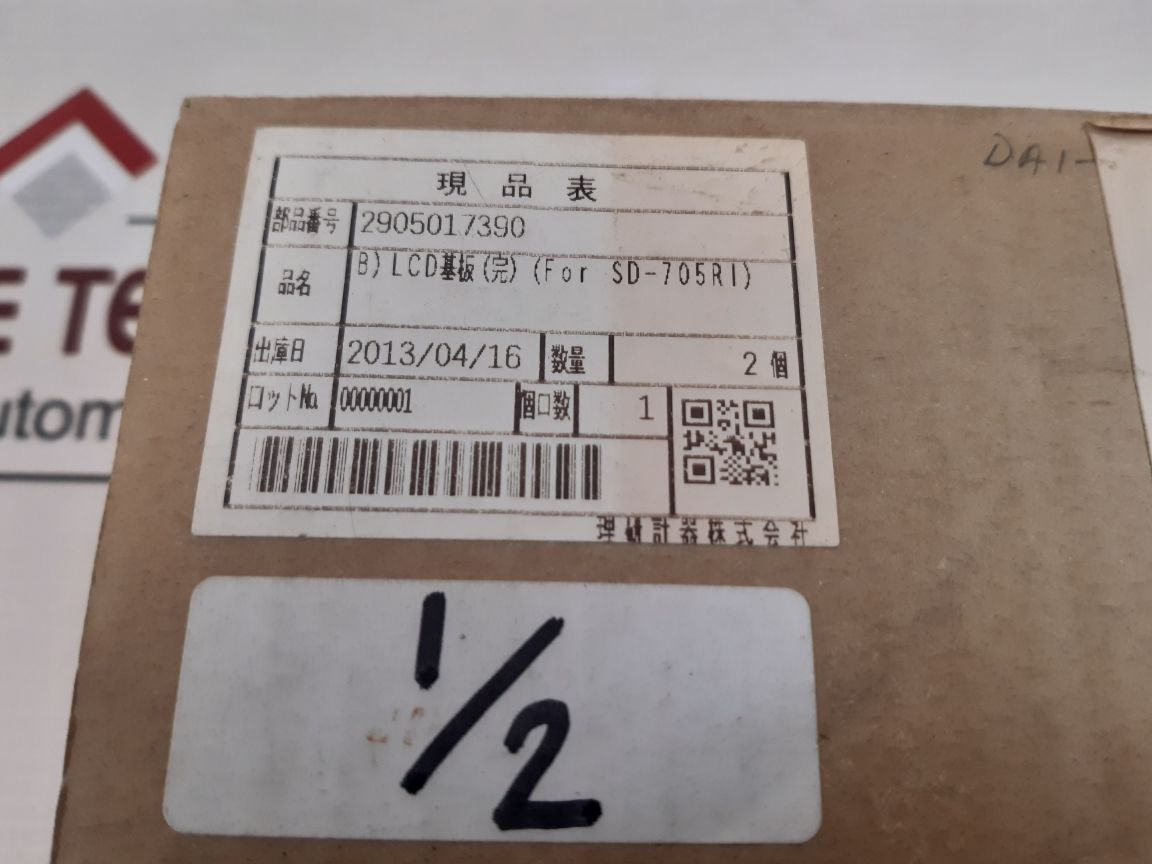 現品表
部品番号 2905017390
品名 B)LCD基板(完)(For SD-705RI)
出庫日 2013/04/16 数量 2個
ロットNo. 00000001 個口数 1
理研計器株式会社
1/2
DAI-
E TE
utom